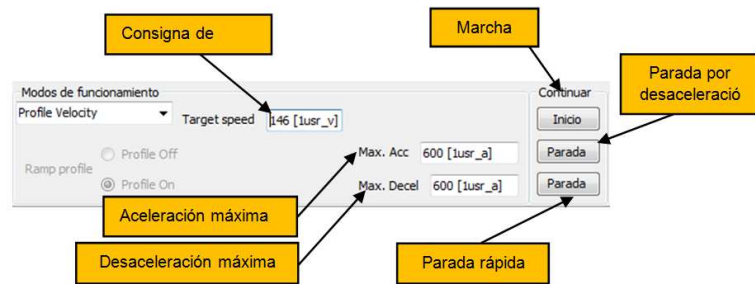 Consigna de
Marcha
Parada por
desaceleració
Modos de funcionamiento
Continuar
Profile Velocity
Target speed
146 [1usr_v]
Inicio
Ramp profile
Profile Off
Max. Acc
600 [1usr_a]
Parada
Profile On
Max. Decel
600 [1usr_a]
Parada
Aceleración máxima
Desaceleración máxima
Parada rápida